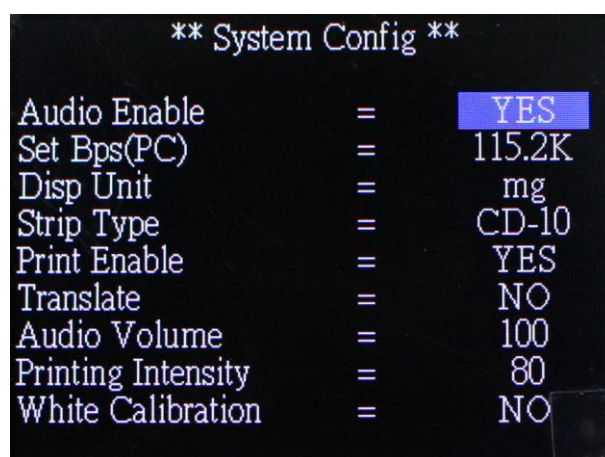 ** System Config **
Audio Enable = YES
Set Bps(PC) = 115.2K
Disp Unit = mg
Strip Type = CD-10
Print Enable = YES
Translate = NO
Audio Volume = 100
Printing Intensity = 80
White Calibration = NO